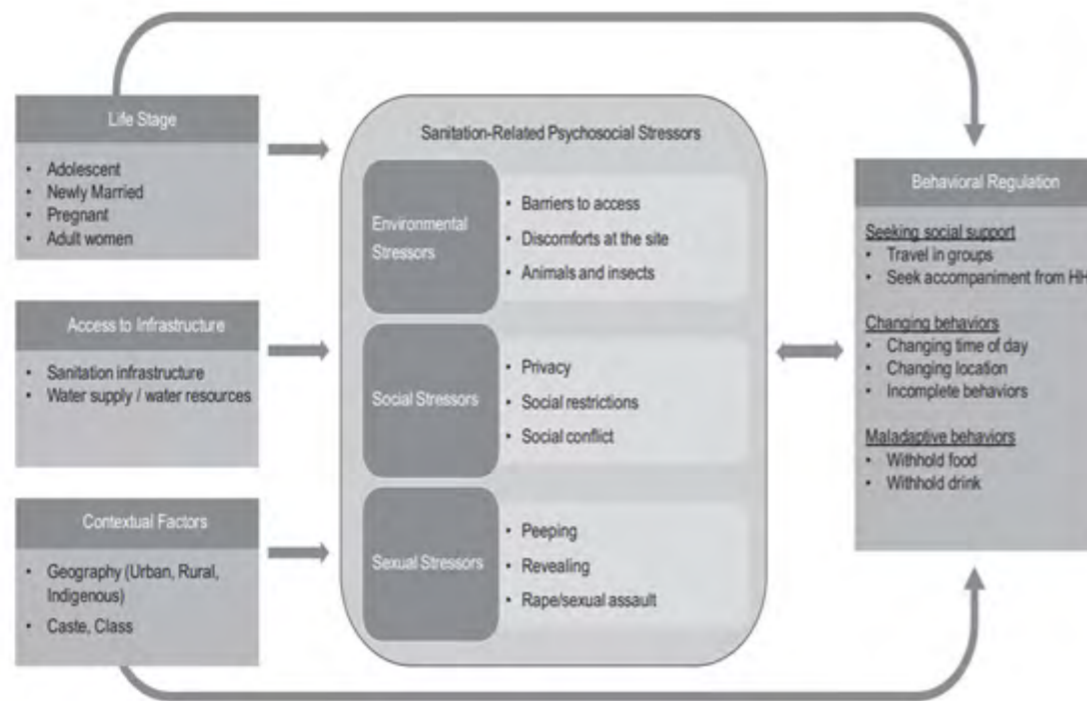 Life Stage
• Adolescent
• Newly Married
• Pregnant
• Adult women
Access to Infrastructure
• Sanitation infrastructure
• Water supply / water resources
Contextual Factors
• Geography (Urban, Rural,
Indigenous)
• Caste, Class
Sanitation-Related Psychosocial Stressors
Environmental
Stressors
• Barriers to access
• Discomforts at the site
• Animals and insects
Social Stressors
• Privacy
• Social restrictions
• Social conflict
Sexual Stressors
• Peeping
• Revealing
• Rape/sexual assault
Behavioral Regulation
Seeking social support
• Travel in groups
• Seek accompaniment from HH
Changing behaviors
• Changing time of day
• Changing location
• Incomplete behaviors
Maladaptive behaviors
• Withhold food
• Withhold drink